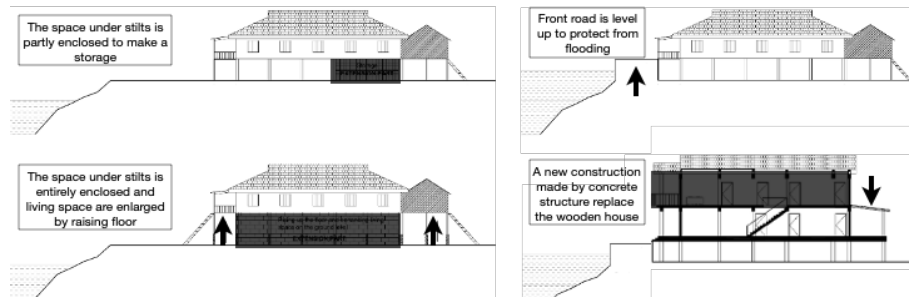 The space under stilts is
partly enclosed to make a
storage
Front road is level
up to protect from
flooding
The space under stilts is
entirely enclosed and
living space are enlarged
by raising floor
A new construction
made by concrete
structure replace
the wooden house